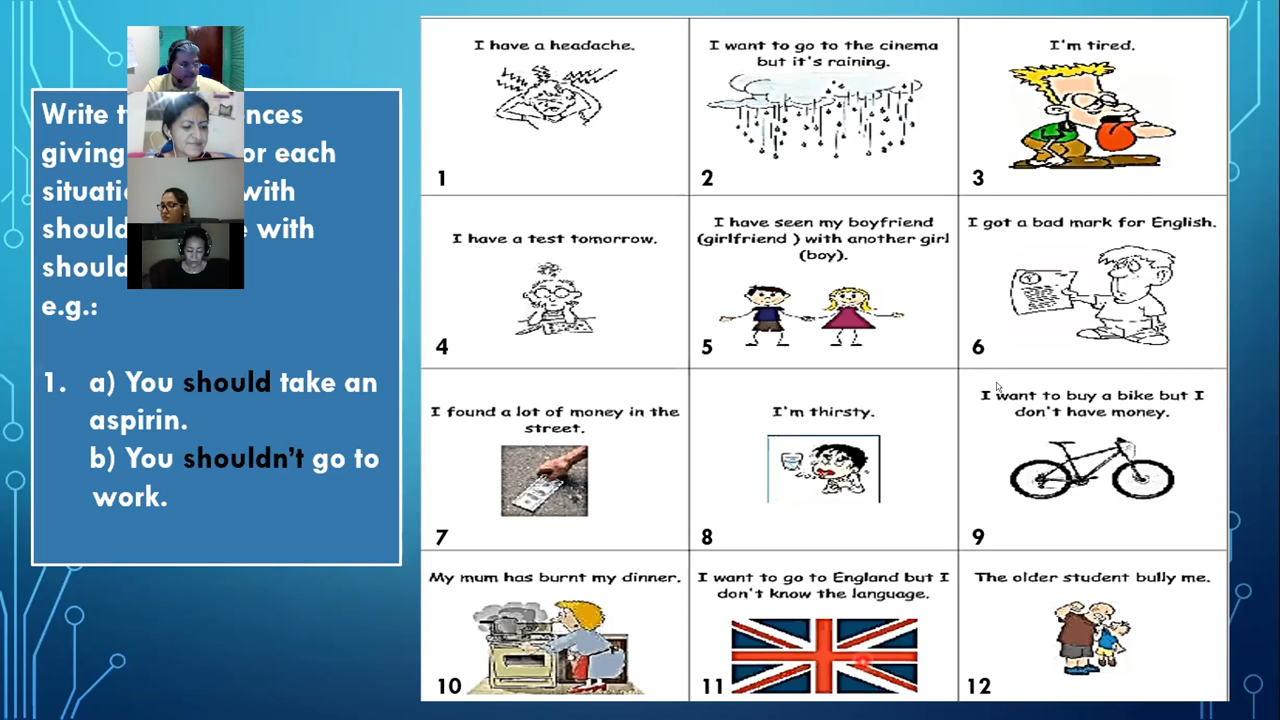 Write t ences
giving or each
situati with
should e with
should
e.g.:
1. a) You should take an
aspirin.
b) You shouldn't go to
work.
I have a headache.
1
I want to go to the cinema
but it's raining.
2
I'm tired.
3
I have a test tomorrow.
4
I have seen my boyfriend
(girlfriend ) with another girl
(boy).
5
I got a bad mark for English.
6
I found a lot of money in the
street.
7
I'm thirsty.
8
I want to buy a bike but I
don't have money.
9
My mum has burnt my dinner.
10
I want to go to England but I
don't know the language.
11
The older student bully me.
12